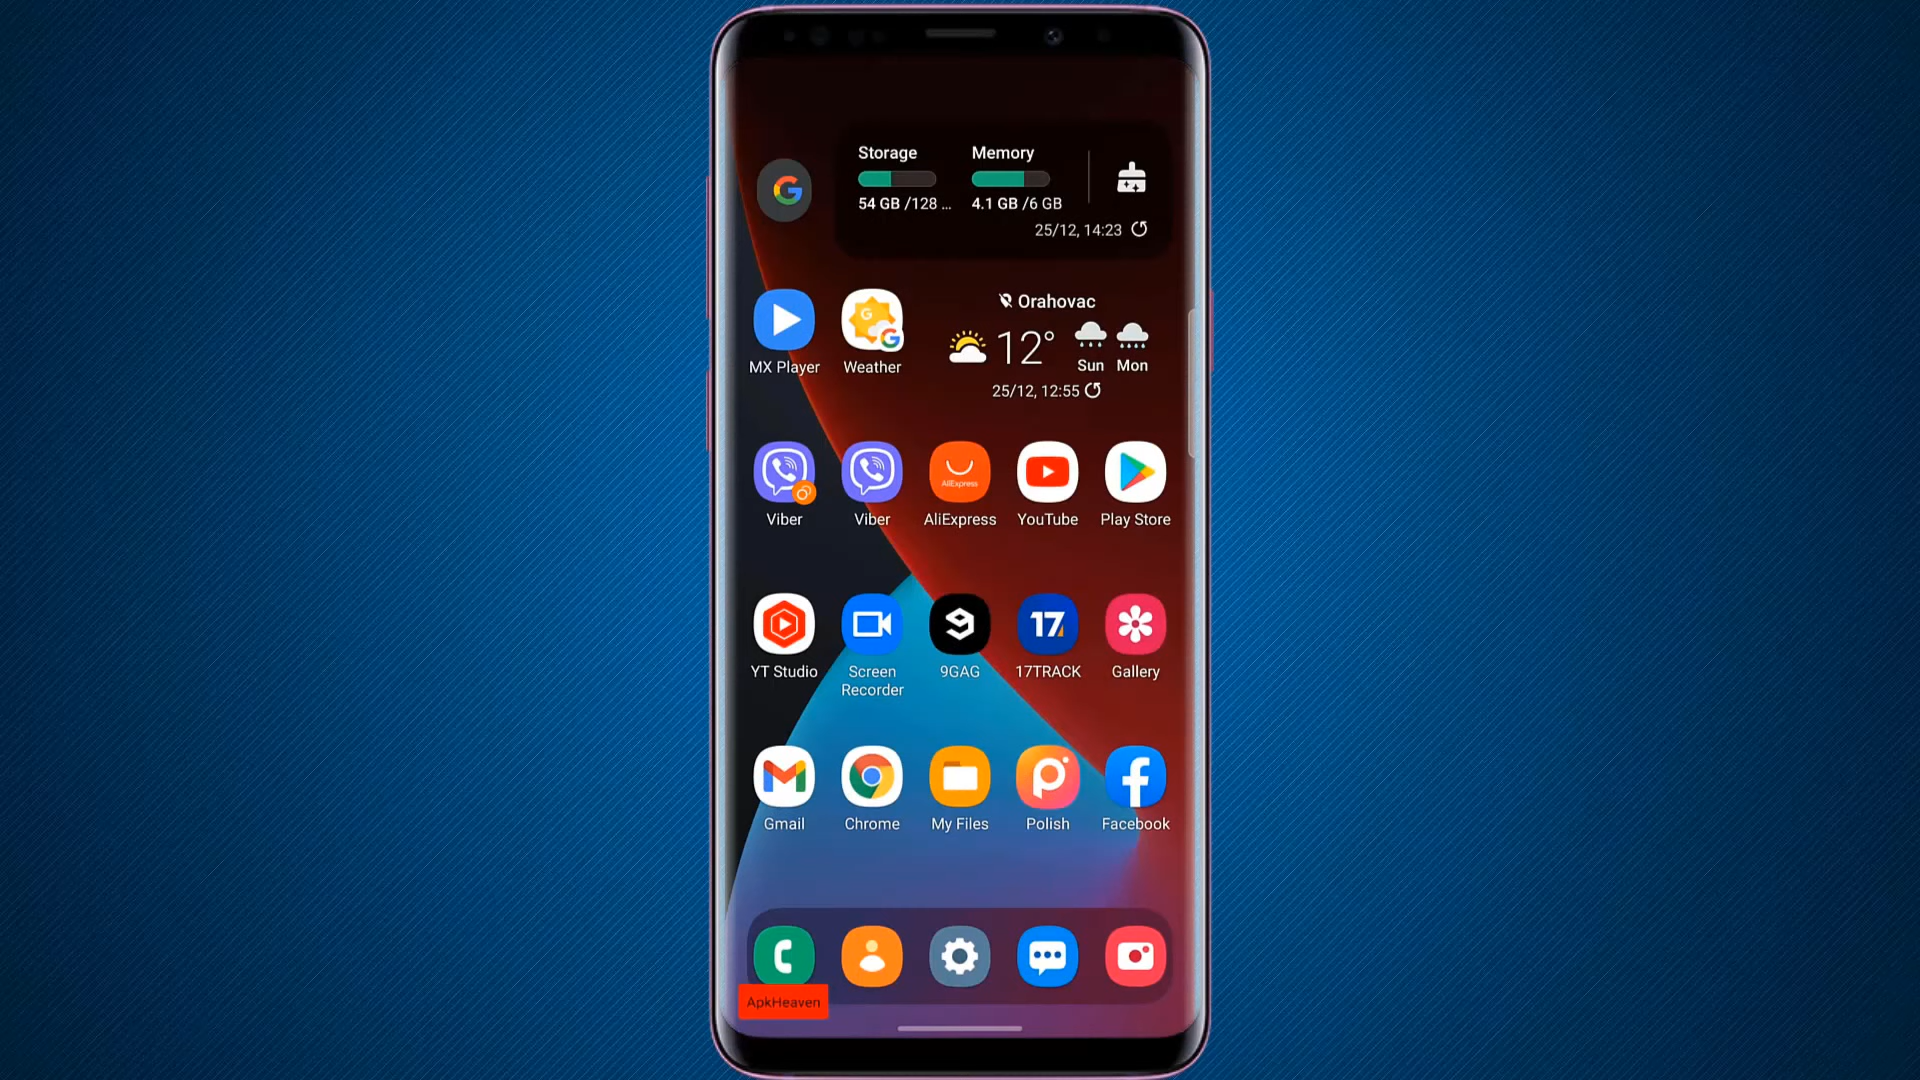 Storage
Memory
54 GB /128 ...
4.1 GB /6 GB
25/12, 14:23
G
MX Player
Weather
Orahovac
12°
Sun
Mon
25/12, 12:55
AliExpress
Viber
Viber
AliExpress
YouTube
Play Store
17
YT Studio
Screen
Recorder
9GAG
17TRACK
Gallery
Gmail
Chrome
My Files
Polish
Facebook
ApkHeaven